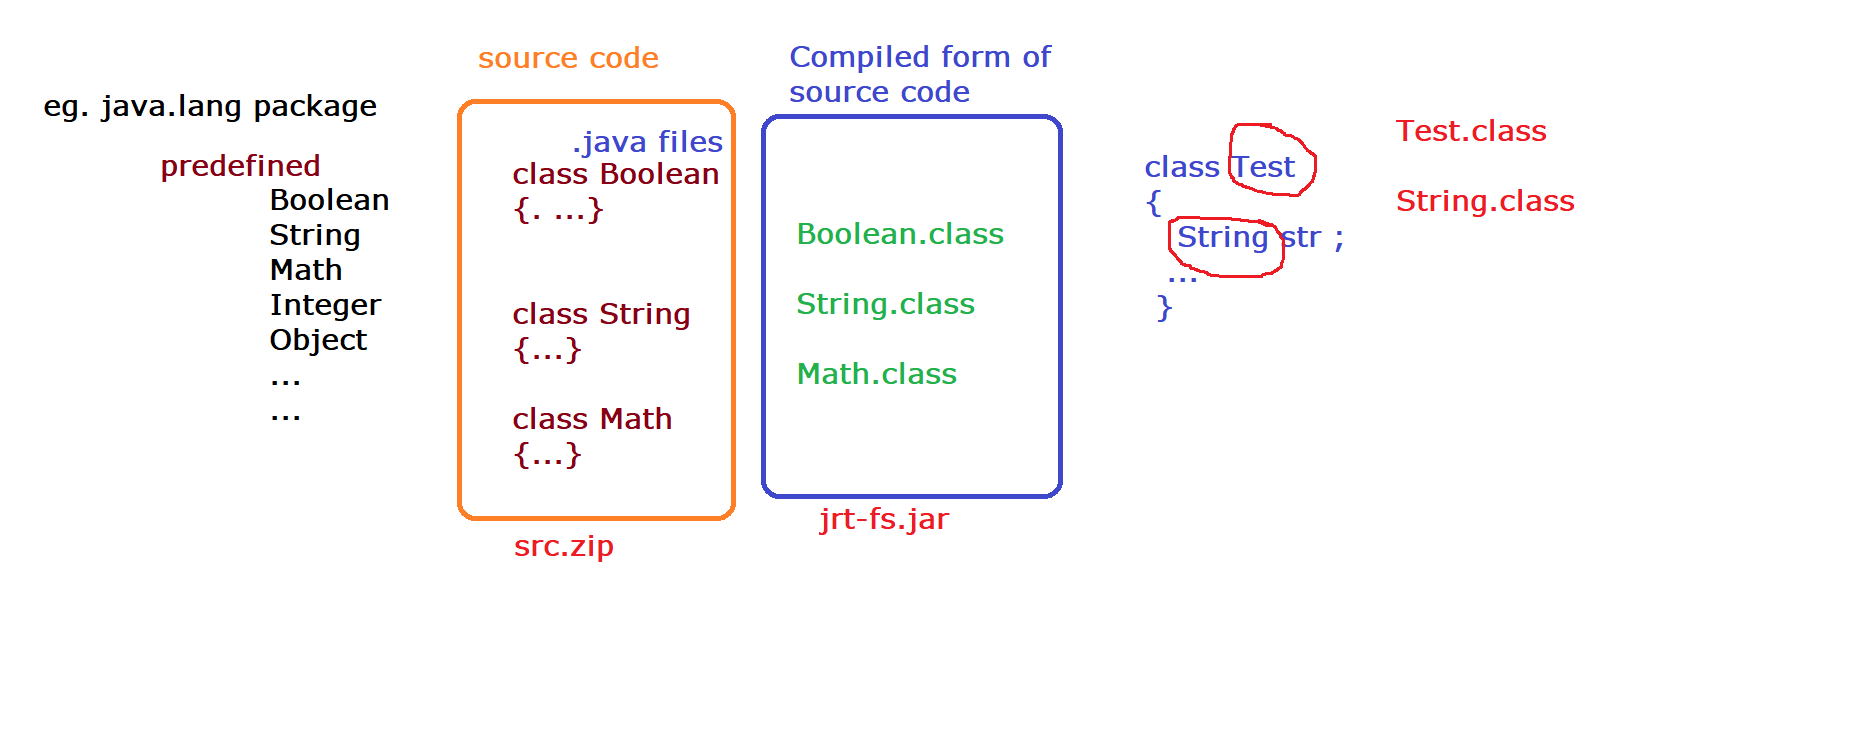 eg. java.lang package
predefined
Boolean
String
Math
Integer
Object
...
...
source code
.java files
class Boolean
{. ...}
class String
{...}
class Math
{...}
src.zip
Compiled form of
source code
Boolean.class
String.class
Math.class
jrt-fs.jar
class Test
{
String str ;
...
}
Test.class
String.class